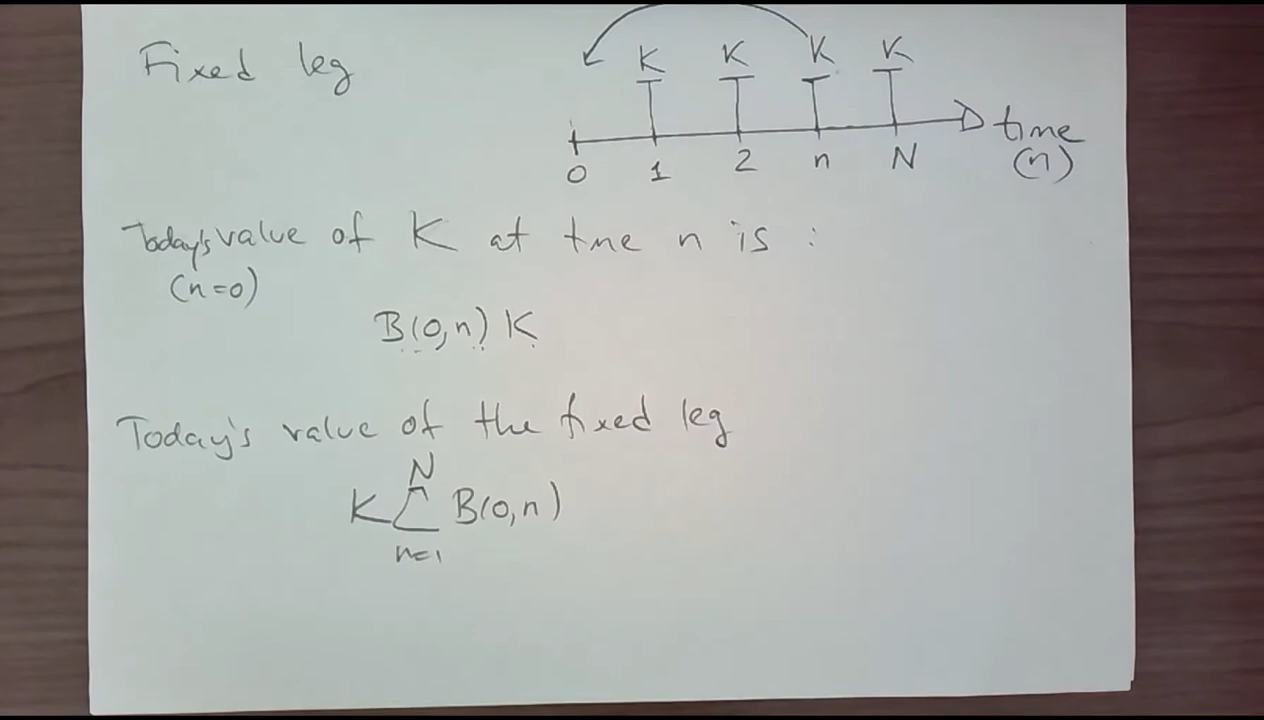 Fixed leg
K K K K
0 1 2 n N
time
(n)
Today's value of K at tme n is :
(n=0)
B(0,n) K
Today's value of the fixed leg
K N∑n=1 B(0,n)